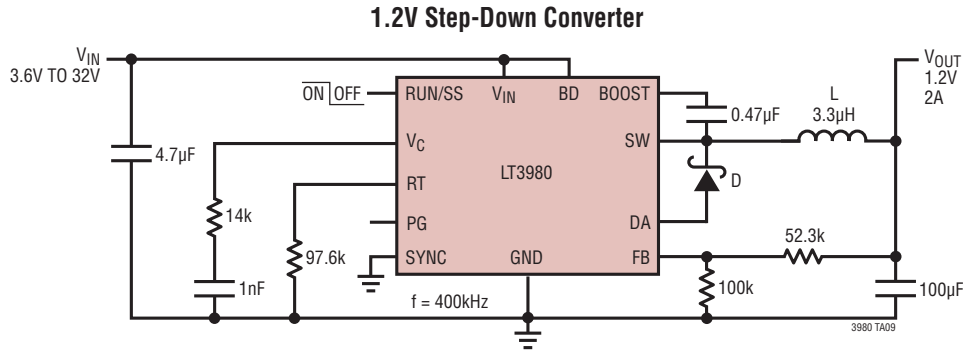 1.2V Step-Down Converter
VIN
3.6V TO 32V
ON OFF
RUN/SS
VIN
BD
BOOST
VOUT
1.2V
2A
L
3.3µH
0.47µF
4.7µF
VC
SW
LT3980
D
RT
14k
PG
DA
52.3k
97.6k
SYNC
GND
FB
1nF
f = 400kHz
100k
100µF
3980 TA09